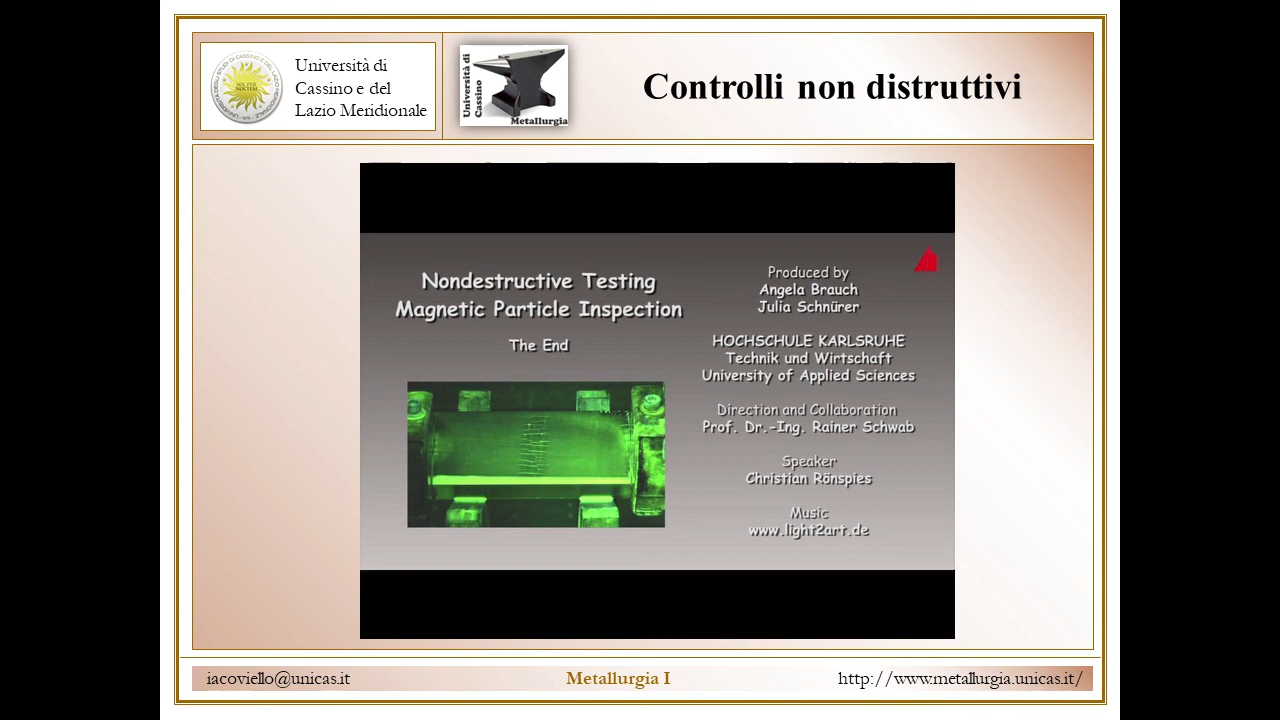 Università di
Cassino e del
Lazio Meridionale
Università di
Cassino
Metallurgia
Controlli non distruttivi
Nondestructive Testing
Magnetic Particle Inspection
The End
Produced by
Angela Brauch
Julia Schnürer
HOCHSCHULE KARLSRUHE
Technik und Wirtschaft
University of Applied Sciences
Direction and Collaboration
Prof. Dr.-Ing. Rainer Schwab
Speaker
Christian Rönspies
Music
www.light2art.de
iacoviello@unicas.it
Metallurgia I
http://www.metallurgia.unicas.it/